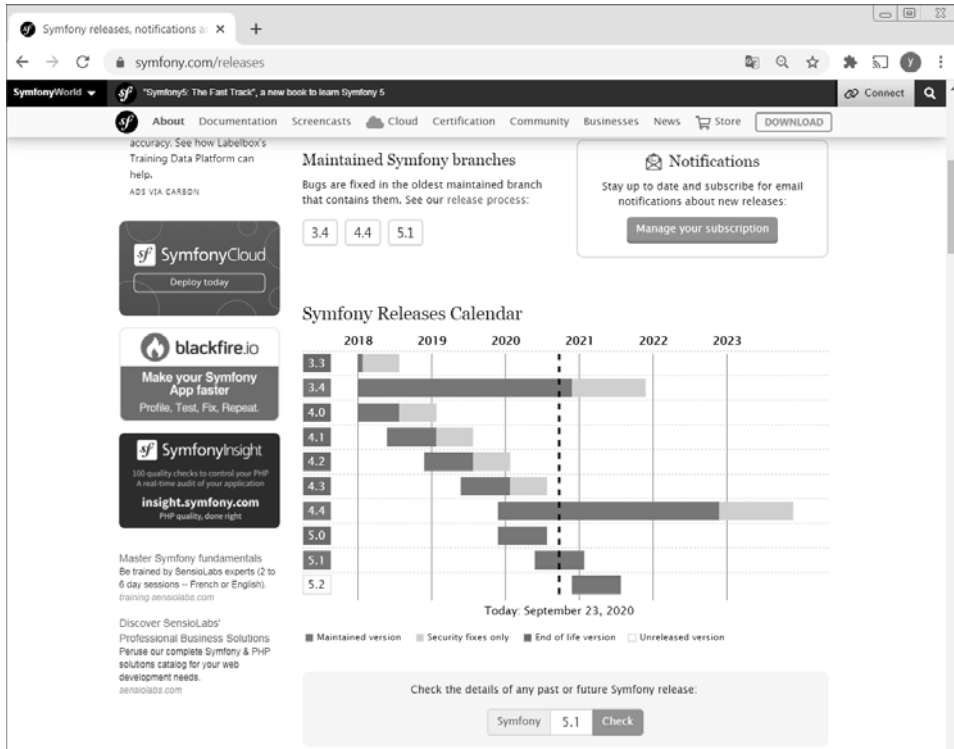 Symfony releases, notifications a
symfony.com/releases
y
SymfonyWorld
sf "Symfony5: The Fast Track", a new book to learn Symfony 5
Connect
sf About Documentation Screencasts Cloud Certification Community Businesses News Store DOWNLOAD
accuracy. See how Labelbox's
Training Data Platform can
help.
ADS VIA CARBON
sf SymfonyCloud
Deploy today
blackfire.io
Make your Symfony
App faster
Profile, Test, Fix, Repeat.
sf SymfonyInsight
100 quality checks to control your PHP
A real-time audit of your application
insight.symfony.com
PHP quality, done right
Master Symfony fundamentals
Be trained by SensioLabs experts (2 to
6 day sessions -- French or English).
training.sensiolabs.com
Discover SensioLabs'
Professional Business Solutions
Peruse our complete Symfony & PHP
solutions catalog for your web
development needs.
sensiolabs.com
Maintained Symfony branches
Bugs are fixed in the oldest maintained branch
that contains them. See our release process:
3.4 4.4 5.1
Notifications
Stay up to date and subscribe for email
notifications about new releases:
Manage your subscription
Symfony Releases Calendar
2018 2019 2020 2021 2022 2023
3.3
3.4
4.0
4.1
4.2
4.3
4.4
5.0
5.1
5.2
Today: September 23, 2020
Maintained version Security fixes only End of life version Unreleased version
Check the details of any past or future Symfony release:
Symfony 5.1 Check